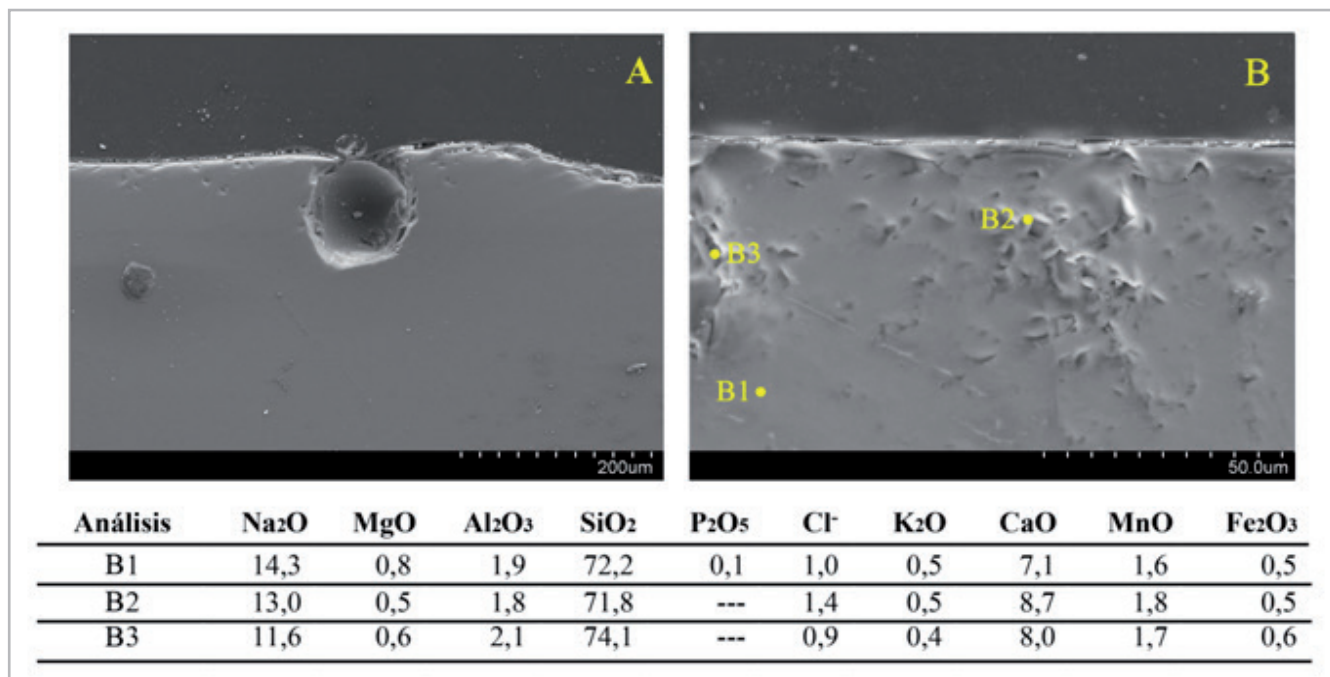 A
B
B2
B3
B1
200um
50.0um
Análisis Na₂O MgO Al₂O₃ SiO₂ P₂O₅ Cl⁻ K₂O CaO MnO Fe₂O₃
B1 14,3 0,8 1,9 72,2 0,1 1,0 0,5 7,1 1,6 0,5
B2 13,0 0,5 1,8 71,8 --- 1,4 0,5 8,7 1,8 0,5
B3 11,6 0,6 2,1 74,1 --- 0,9 0,4 8,0 1,7 0,6